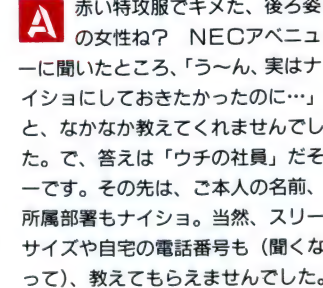 A 赤い特攻服でキメた、後ろ姿
の女性ね？　ＮＥＣアベニュ
ーに聞いたところ、「う〜ん、実はナ
イショにしておきたかったのに…」
と、なかなか教えてくれませんでし
た。で、答えは「ウチの社員」だそ
ーです。その先は、ご本人の名前、
所属部署もナイショ。当然、スリー
サイズや自宅の電話番号も（聞くな
って）、教えてもらえませんでした。